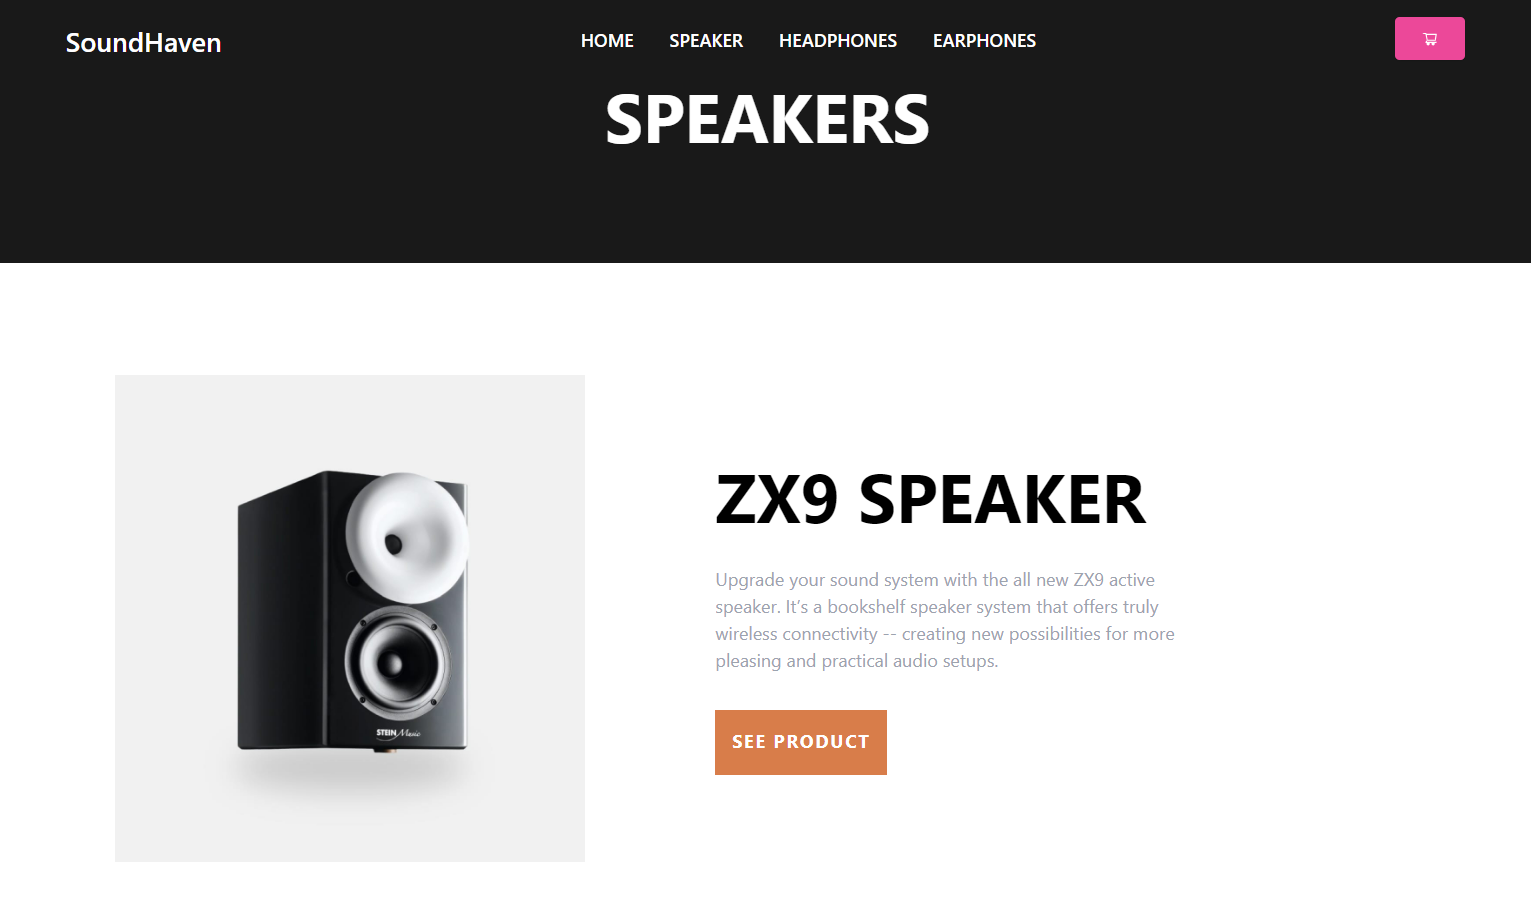 SoundHaven
HOME SPEAKER HEADPHONES EARPHONES
SPEAKERS
ZX9 SPEAKER
Upgrade your sound system with the all new ZX9 active
speaker. It’s a bookshelf speaker system that offers truly
wireless connectivity -- creating new possibilities for more
pleasing and practical audio setups.
SEE PRODUCT
STEIN Music